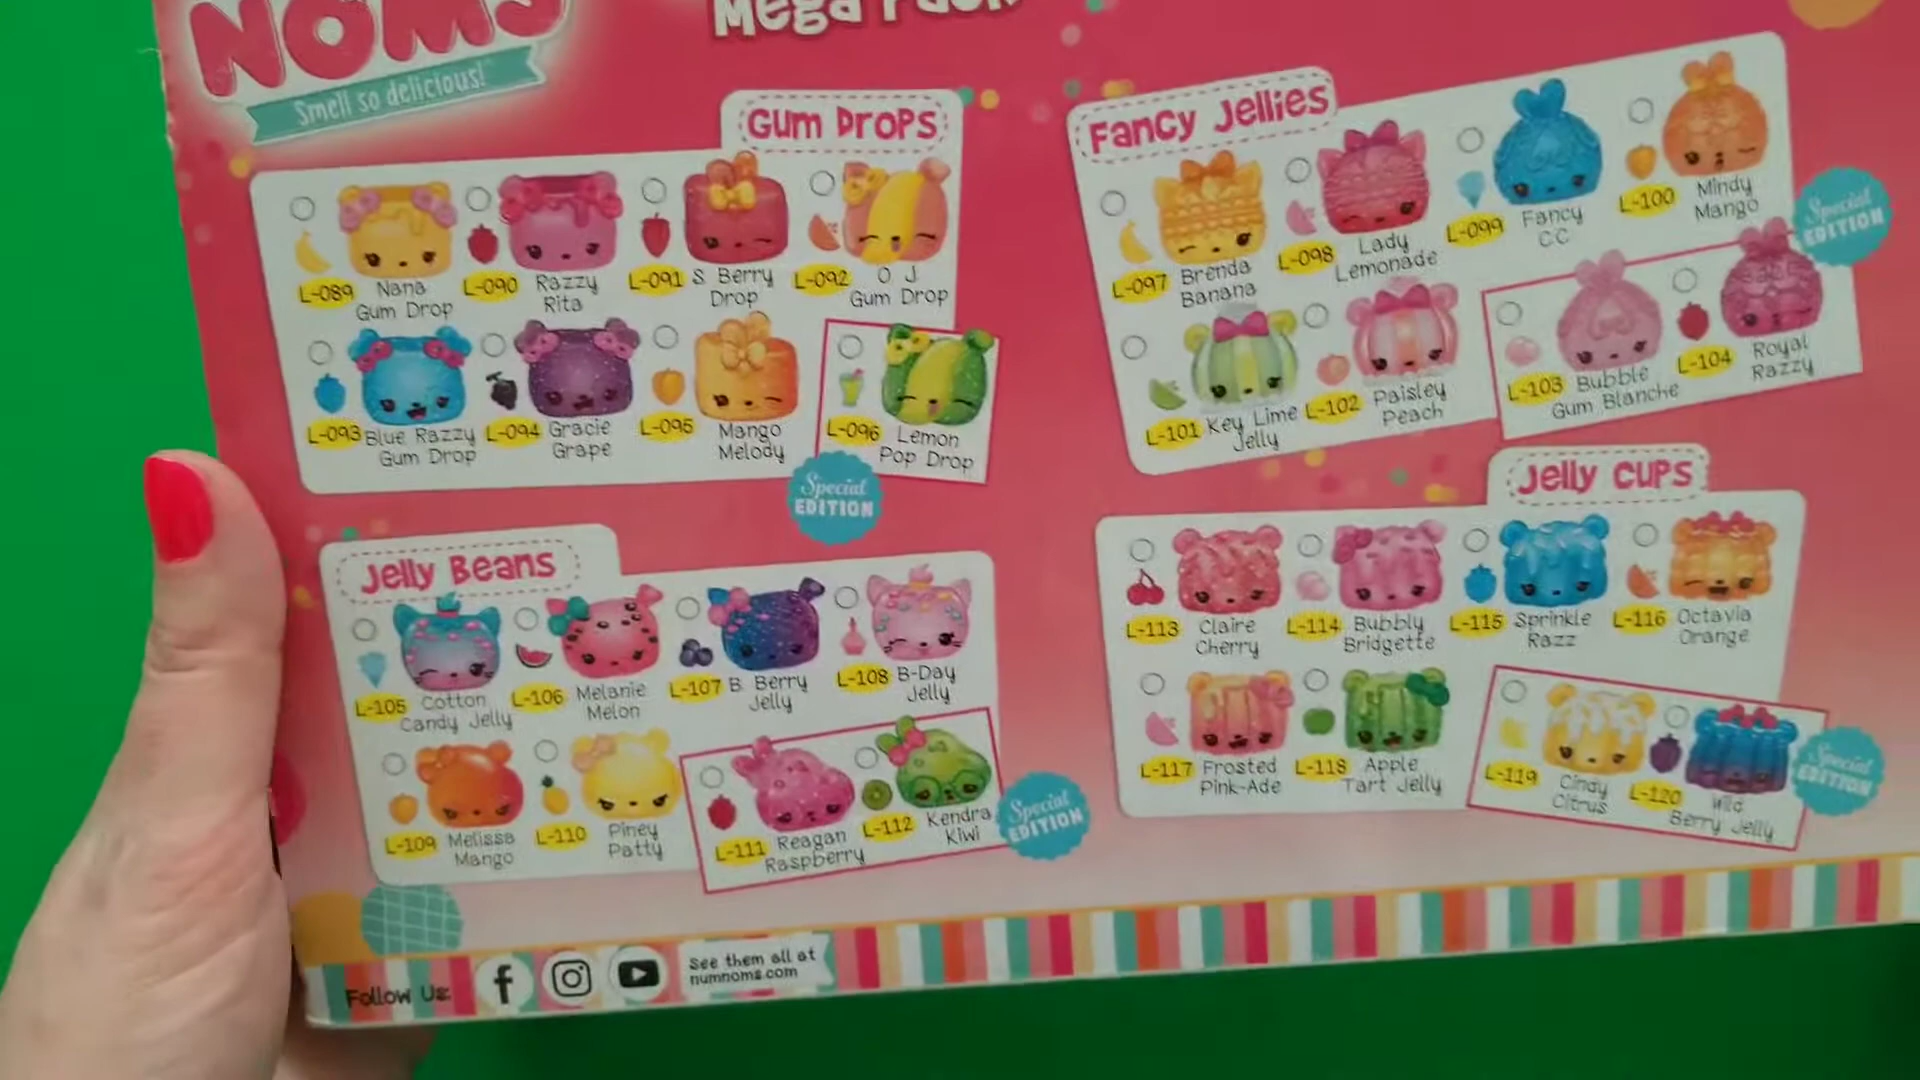 NOMS
Smell so delicious!
Mega Pack
Gum Drops
L-089 Nana
Gum Drop
L-090 Razzy
Rita
L-091 S. Berry
Drop
L-092 O J
Gum Drop
L-093 Blue Razzy
Gum Drop
L-094 Gracie
Grape
L-095 Mango
Melody
L-096 Lemon
Pop Drop
Special
EDITION
Fancy Jellies
L-097 Brenda
Banana
L-098 Lady
Lemonade
L-099 Fancy
C.C.
L-100 Mindy
Mango
L-101 Key Lime
Jelly
L-102 Paisley
Peach
L-103 Bubble
Gum Blanche
L-104 Royal
Razzy
Special
EDITION
Jelly Beans
L-105 Cotton
Candy Jelly
L-106 Melanie
Melon
L-107 B. Berry
Jelly
L-108 B-Day
Jelly
L-109 Melissa
Mango
L-110 Piney
Patty
L-111 Reagan
Raspberry
L-112 Kendra
Kiwi
Special
EDITION
Jelly Cups
L-113 Claire
Cherry
L-114 Bubbly
Bridgette
L-115 Sprinkle
Razz
L-116 Octavia
Orange
L-117 Frosted
Pink-Ade
L-118 Apple
Tart Jelly
L-119 Cindy
Citrus
L-120 Wild
Berry Jelly
Special
EDITION
Follow Us:
See them all at
numnoms.com